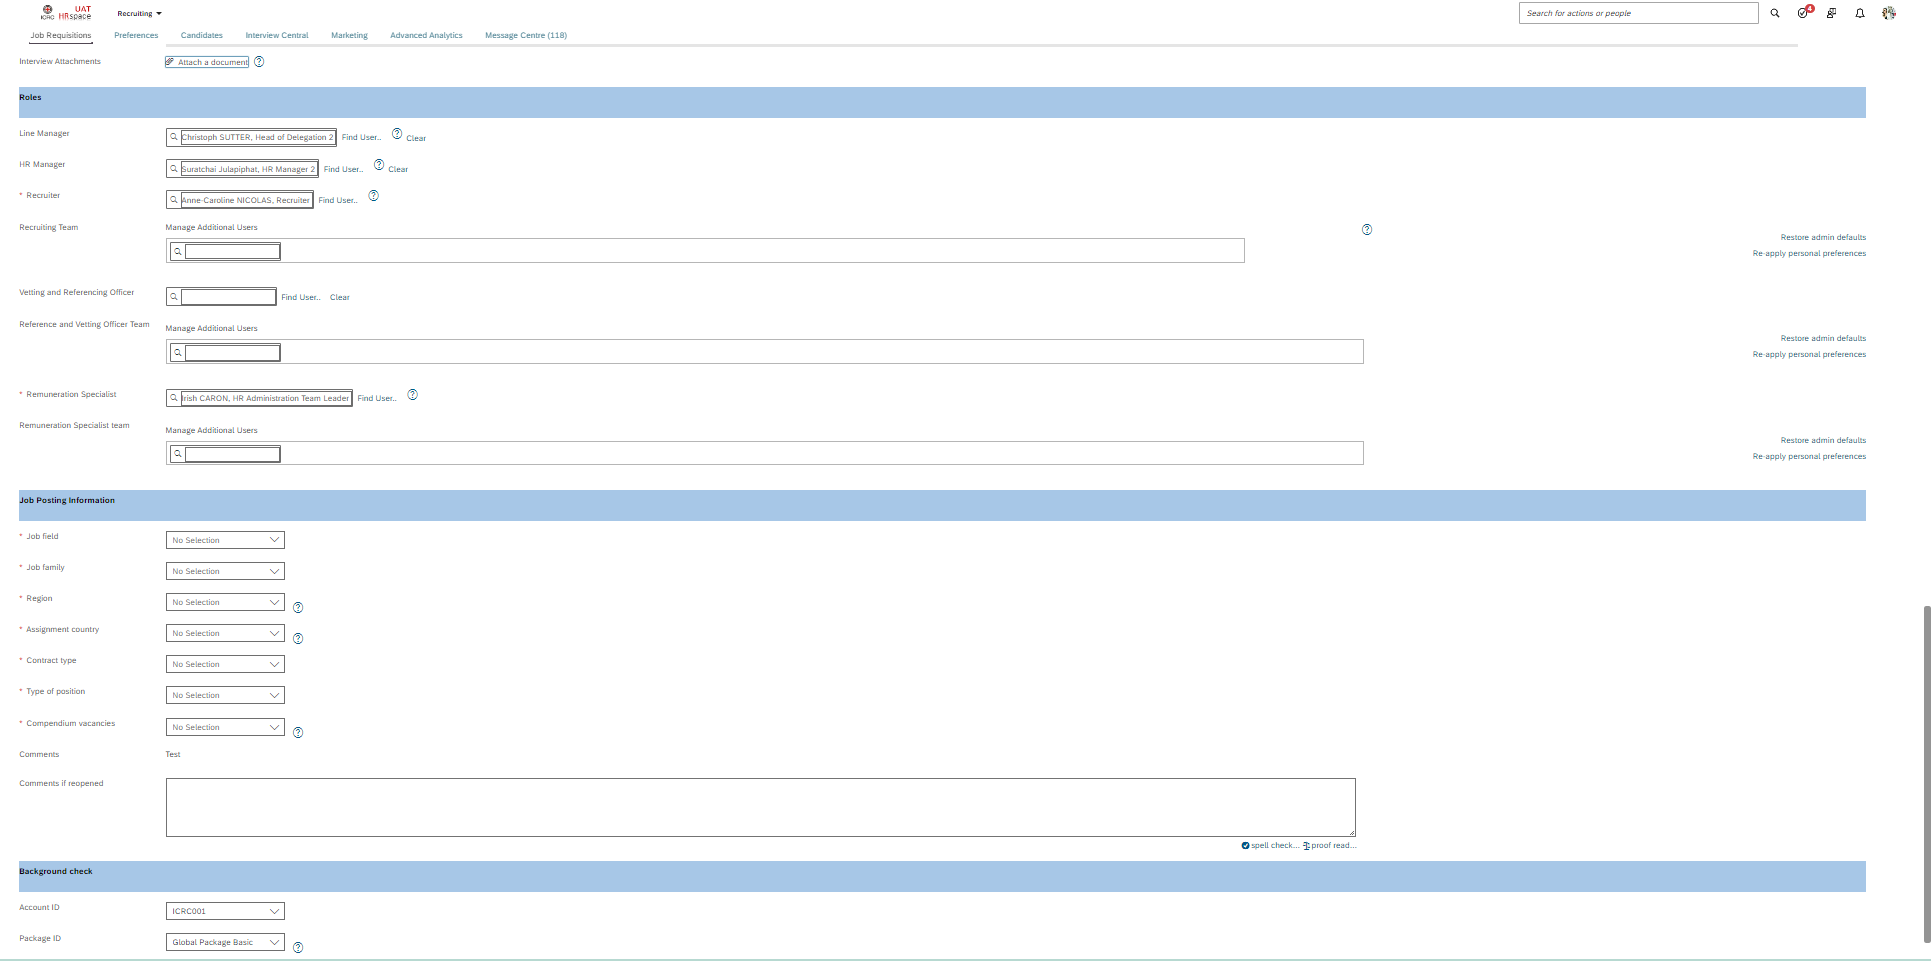 UAT
ICRC HRspace
Recruiting
Search for actions or people
4
Job Requisitions Preferences Candidates Interview Central Marketing Advanced Analytics Message Centre (118)
Interview Attachments Attach a document ?
Roles
Line Manager Christoph SUTTER, Head of Delegation 2 Find User.. ? Clear
HR Manager Suratchai Julapiphat, HR Manager 2 Find User.. ? Clear
* Recruiter Anne-Caroline NICOLAS, Recruiter Find User.. ?
Recruiting Team Manage Additional Users ?
Restore admin defaults
Re-apply personal preferences
Vetting and Referencing Officer Find User.. Clear
Reference and Vetting Officer Team Manage Additional Users
Restore admin defaults
Re-apply personal preferences
* Remuneration Specialist Irish CARON, HR Administration Team Leader Find User.. ?
Remuneration Specialist team Manage Additional Users
Restore admin defaults
Re-apply personal preferences
Job Posting Information
* Job field No Selection
* Job family No Selection
* Region No Selection ?
* Assignment country No Selection ?
* Contract type No Selection
* Type of position No Selection
* Compendium vacancies No Selection ?
Comments Test
Comments if reopened
spell check... proof read...
Background check
Account ID ICRC001
Package ID Global Package Basic ?